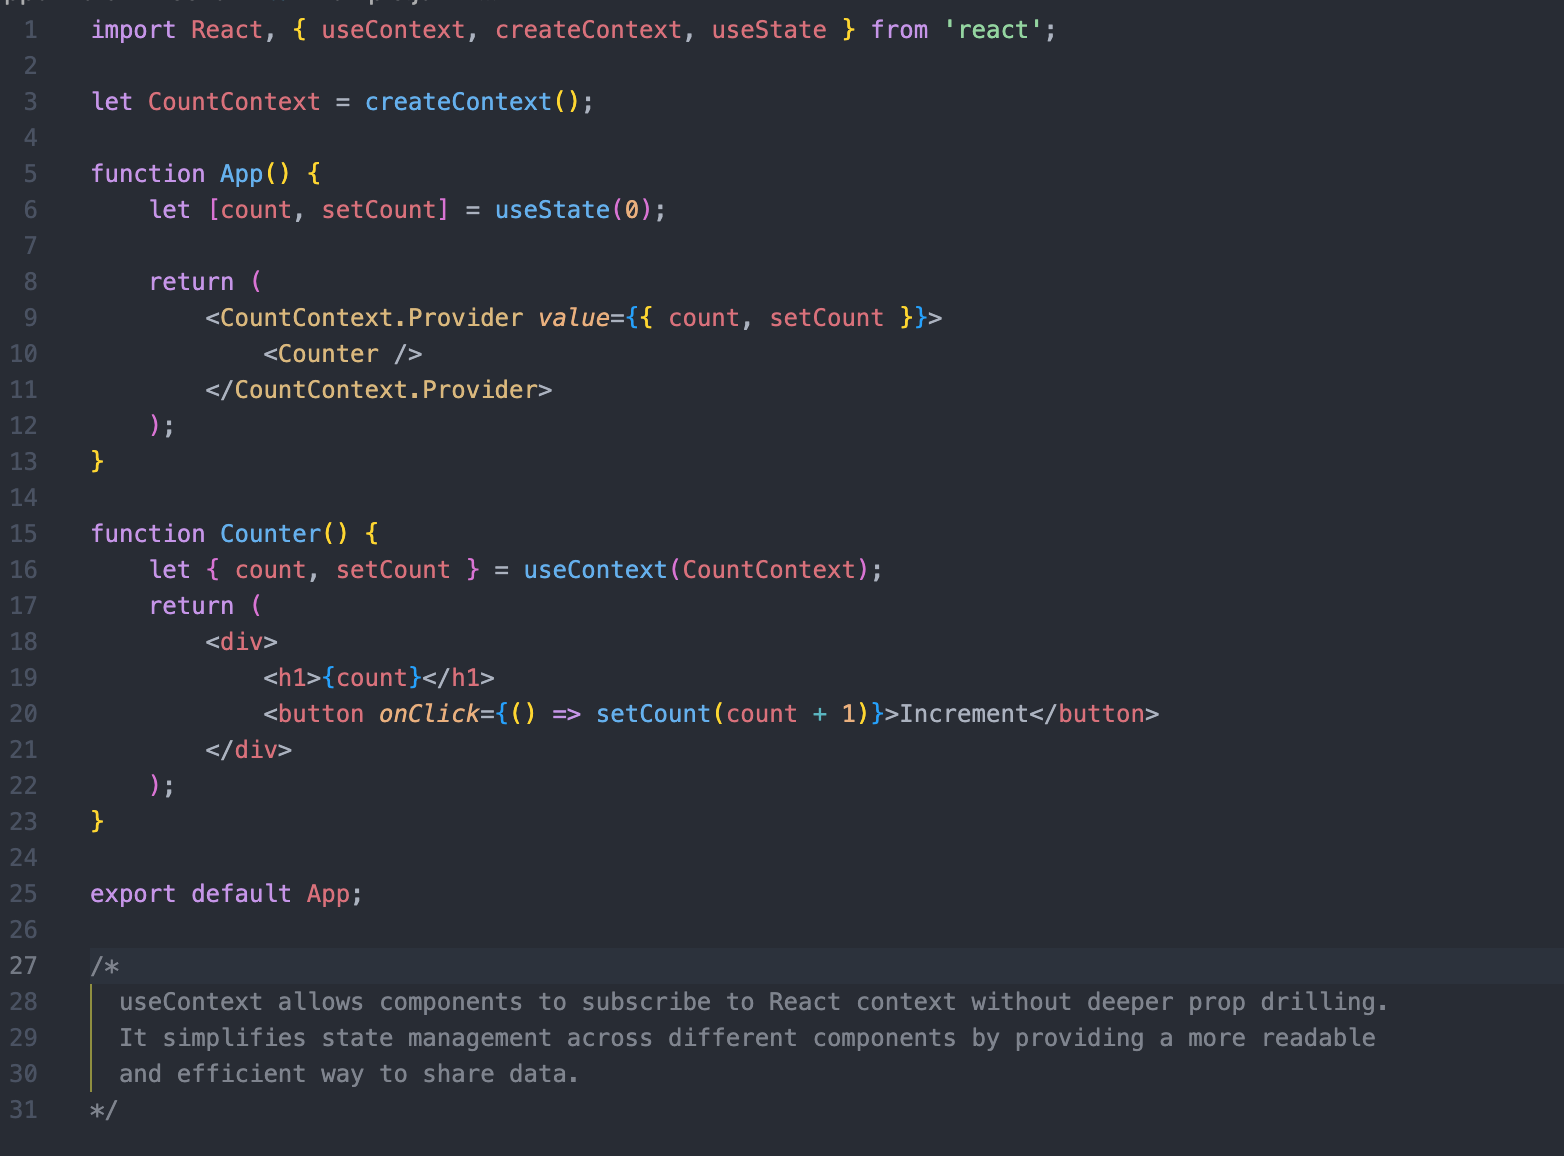 1 import React, { useContext, createContext, useState } from 'react';
2
3 let CountContext = createContext();
4
5 function App() {
6 let [count, setCount] = useState(0);
7
8 return (
9 <CountContext.Provider value={{ count, setCount }}>
10 <Counter />
11 </CountContext.Provider>
12 );
13 }
14
15 function Counter() {
16 let { count, setCount } = useContext(CountContext);
17 return (
18 <div>
19 <h1>{count}</h1>
20 <button onClick={() => setCount(count + 1)}>Increment</button>
21 </div>
22 );
23 }
24
25 export default App;
26
27 /*
28 useContext allows components to subscribe to React context without deeper prop drilling.
29 It simplifies state management across different components by providing a more readable
30 and efficient way to share data.
31 */